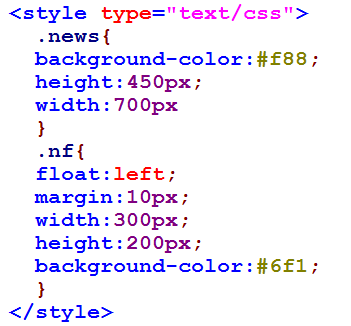 <style type="text/css">
.news{
background-color:#f88;
height:450px;
width:700px
}
.nf{
float:left;
margin:10px;
width:300px;
height:200px;
background-color:#6f1;
}
</style>